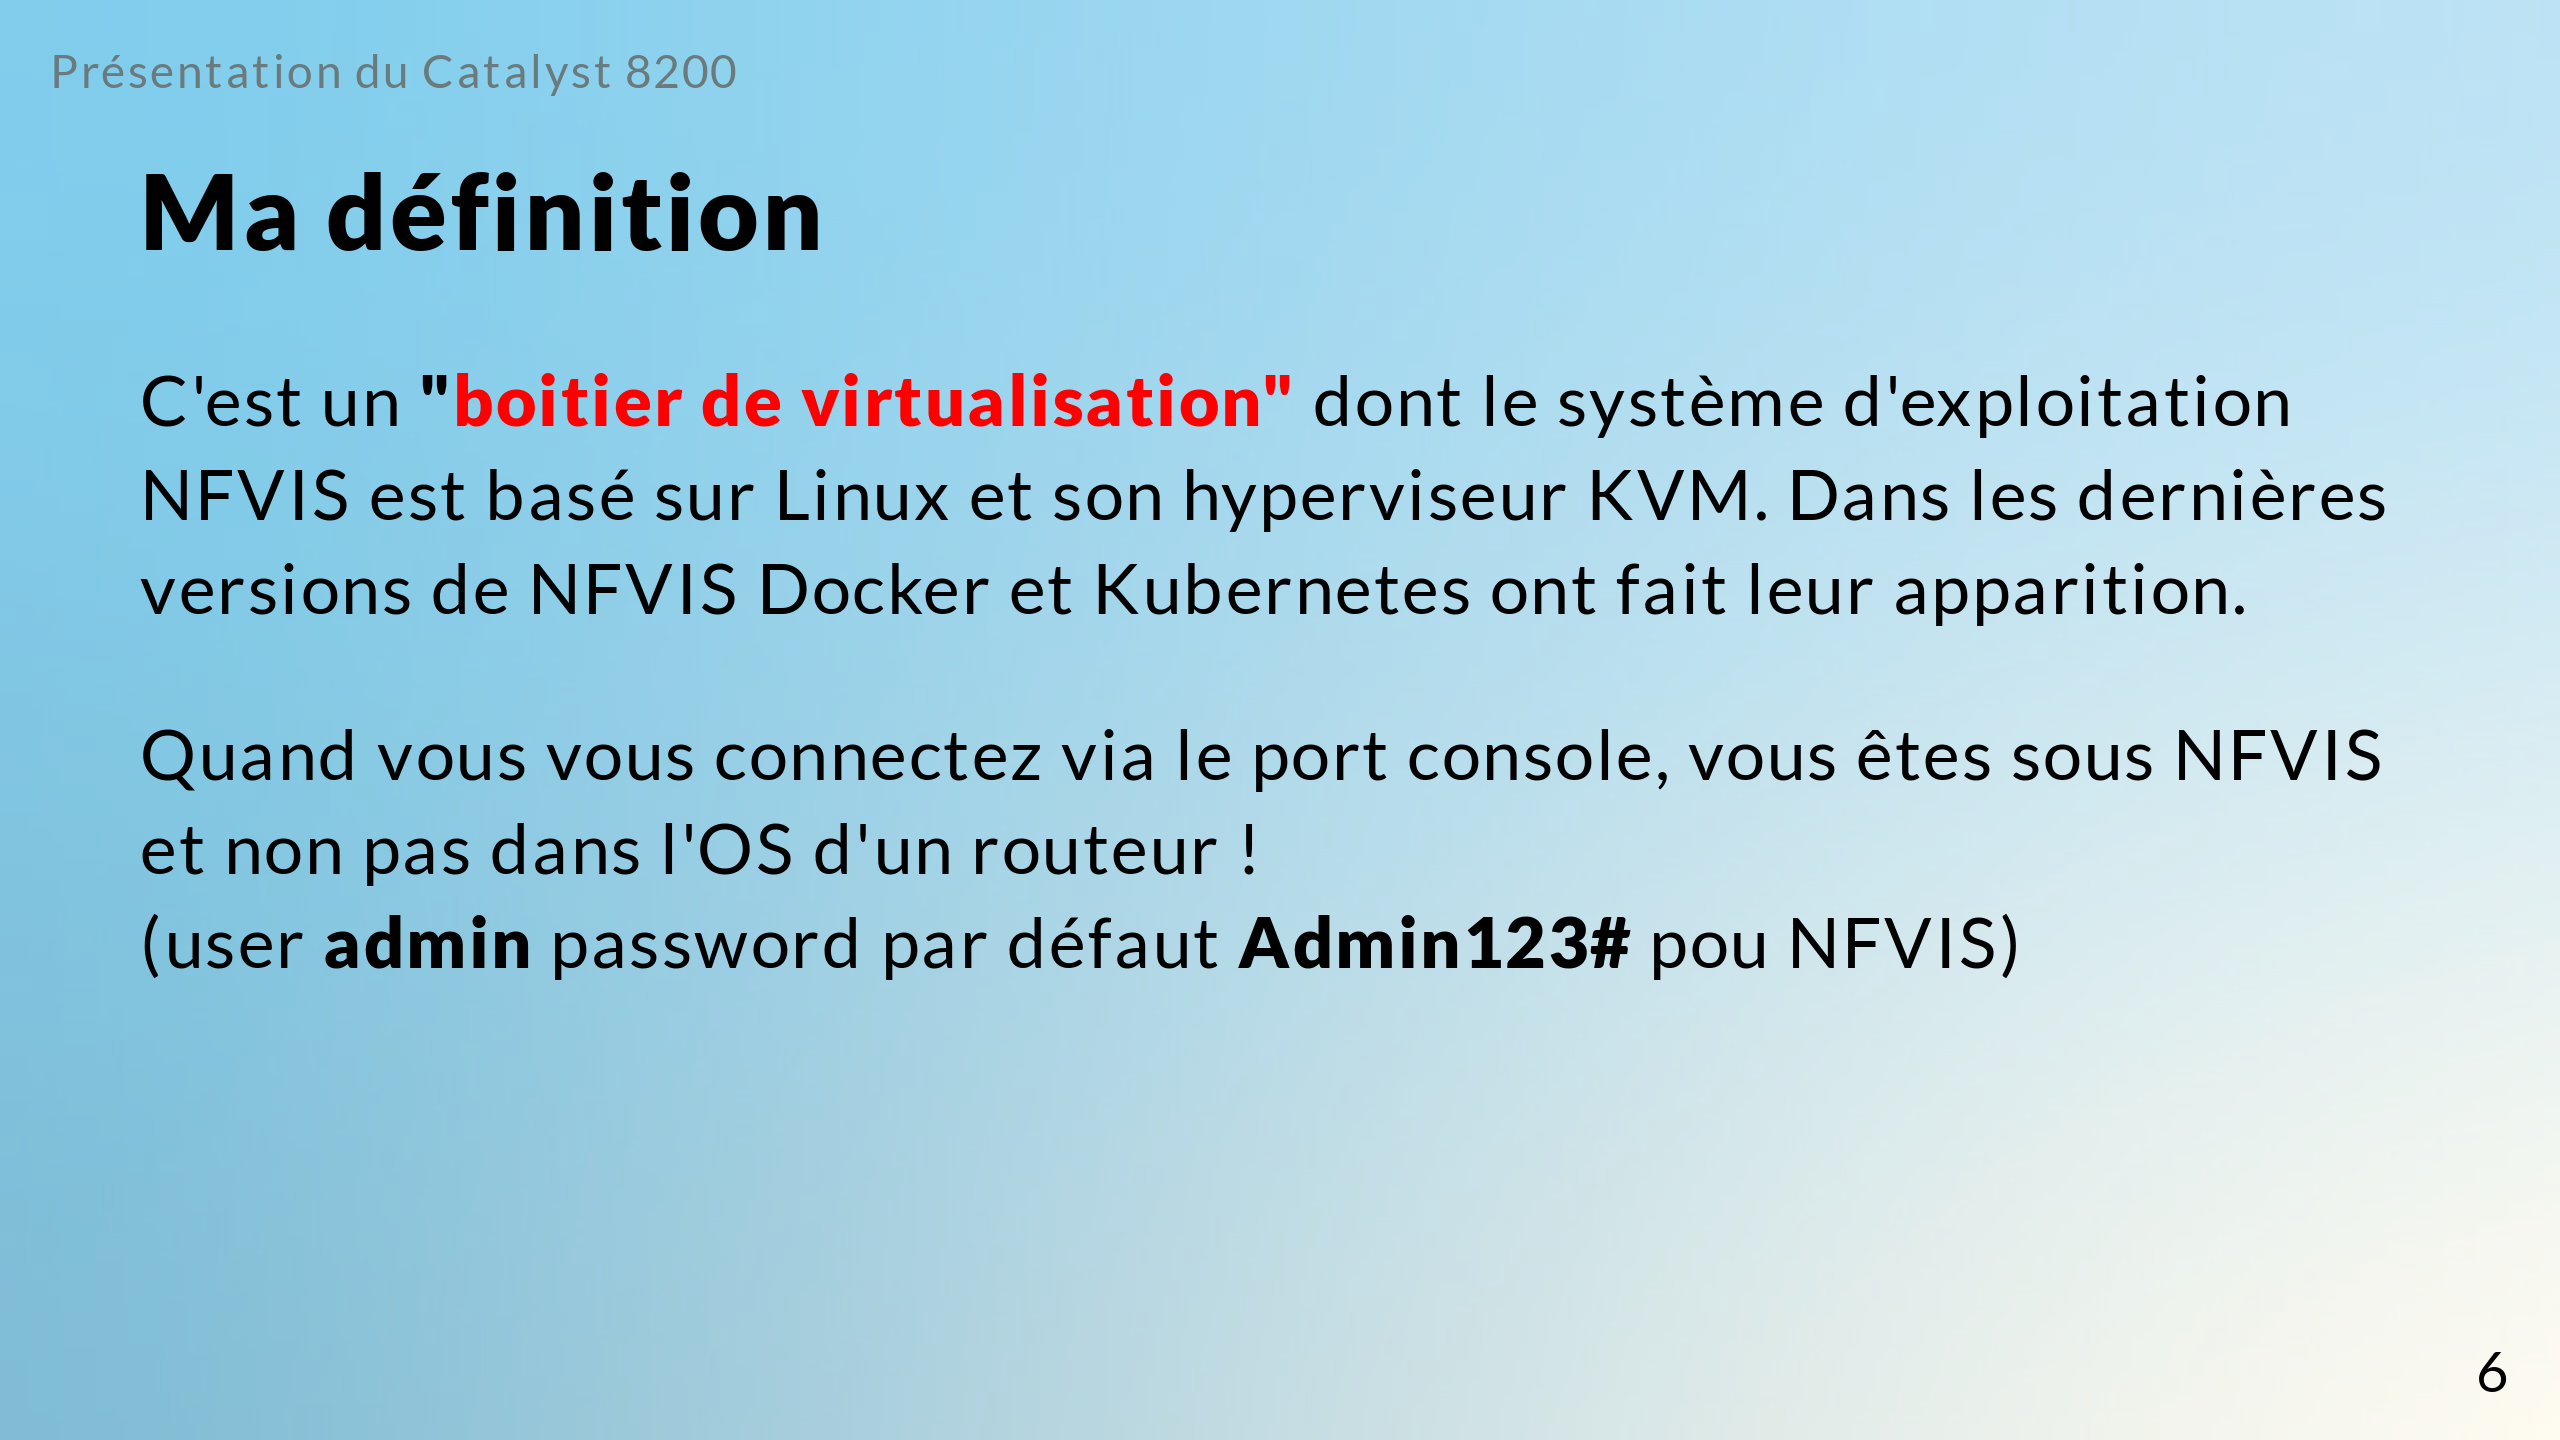 Présentation du Catalyst 8200
Ma définition
C'est un "boitier de virtualisation" dont le système d'exploitation
NFVIS est basé sur Linux et son hyperviseur KVM. Dans les dernières
versions de NFVIS Docker et Kubernetes ont fait leur apparition.
Quand vous vous connectez via le port console, vous êtes sous NFVIS
et non pas dans l'OS d'un routeur !
(user admin password par défaut Admin123# pou NFVIS)
6